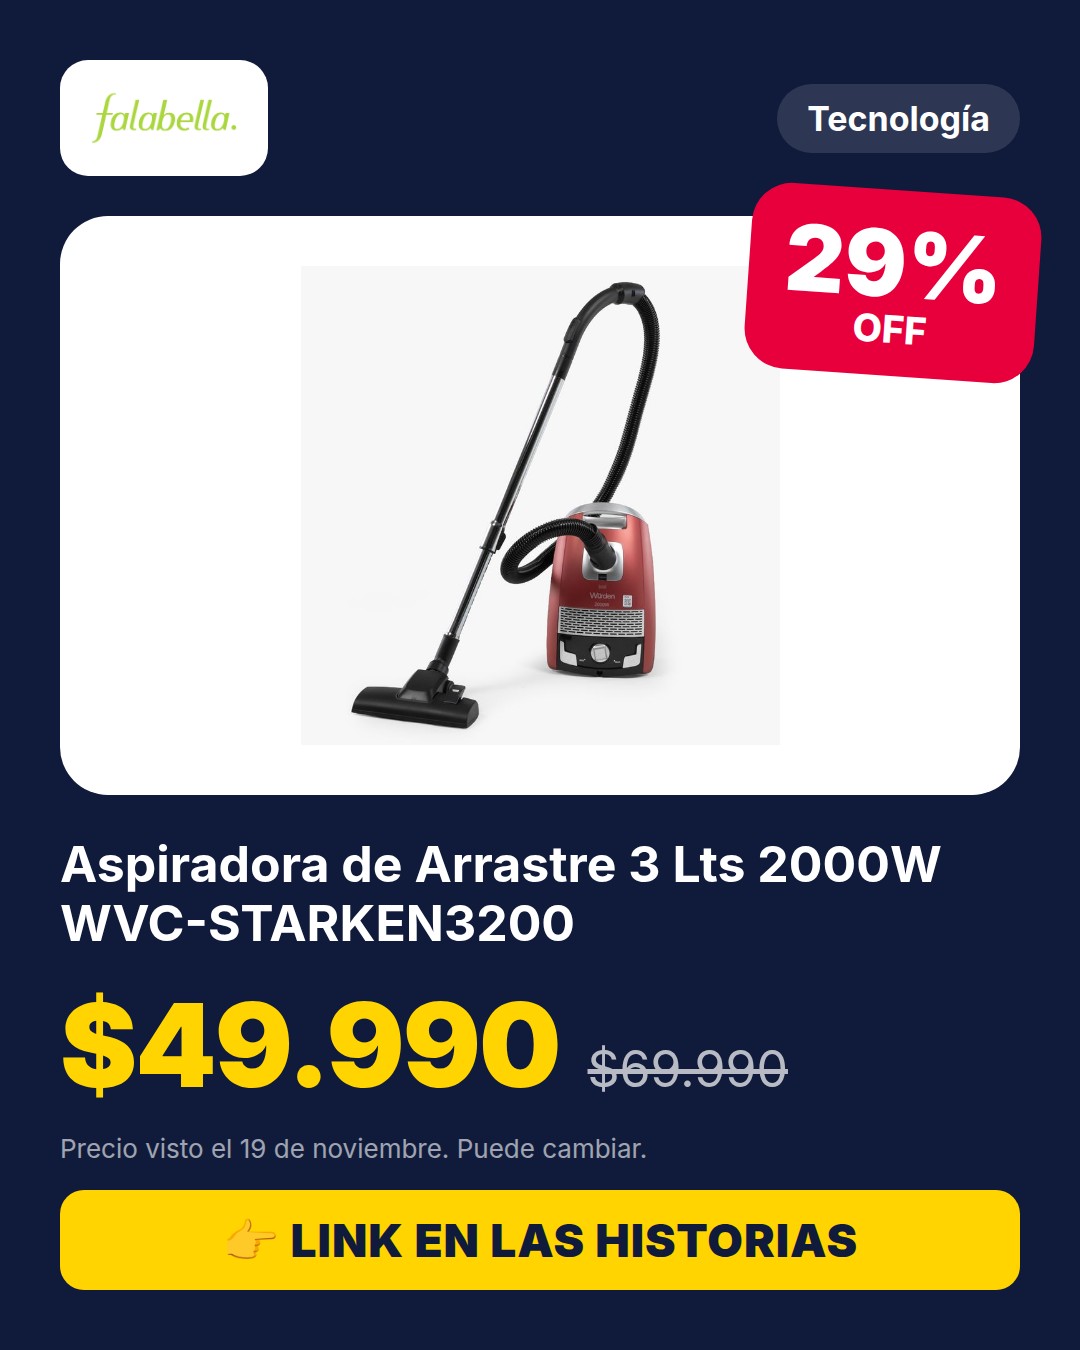 falabella.
Tecnología
29%
OFF
Würden
Aspiradora de Arrastre 3 Lts 2000W
WVC-STARKEN3200
$49.990 $69.990
Precio visto el 19 de noviembre. Puede cambiar.
👉 LINK EN LAS HISTORIAS